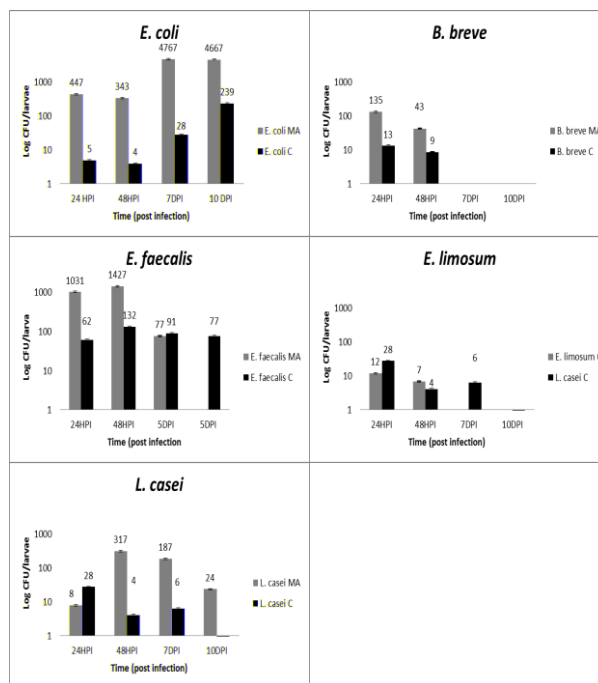 E. coli
4767
4667
447
343
239
28
5
4
1000
100
10
1
Log CFU/larvae
24 HPI 48HPI 7DPI 10 DPI
Time (post infection)
E. coli MA
E. coli C
B. breve
135
43
13
9
1000
100
10
1
Log CFU/larvae
24HPI 48HPI 7DPI 10DPI
Time (post infection)
B. breve MA
B. breve C
E. faecalis
1031
1427
62
132
77
91
77
1000
100
10
1
Log CFU/larva
24HPI 48HPI 5DPI 5DPI
Time (post infection
E. faecalis MA
E. faecalis C
E. limosum
12
28
7
4
6
1000
100
10
1
Log CFU/larvae
24HPI 48HPI 7DPI 10DPI
Time (post infection)
E. limosum
L. casei C
L. casei
8
28
317
4
187
6
24
1000
100
10
1
Log CFU/larvae
24HPI 48HPI 7DPI 10DPI
Time (post infection)
L. casei MA
L. casei C